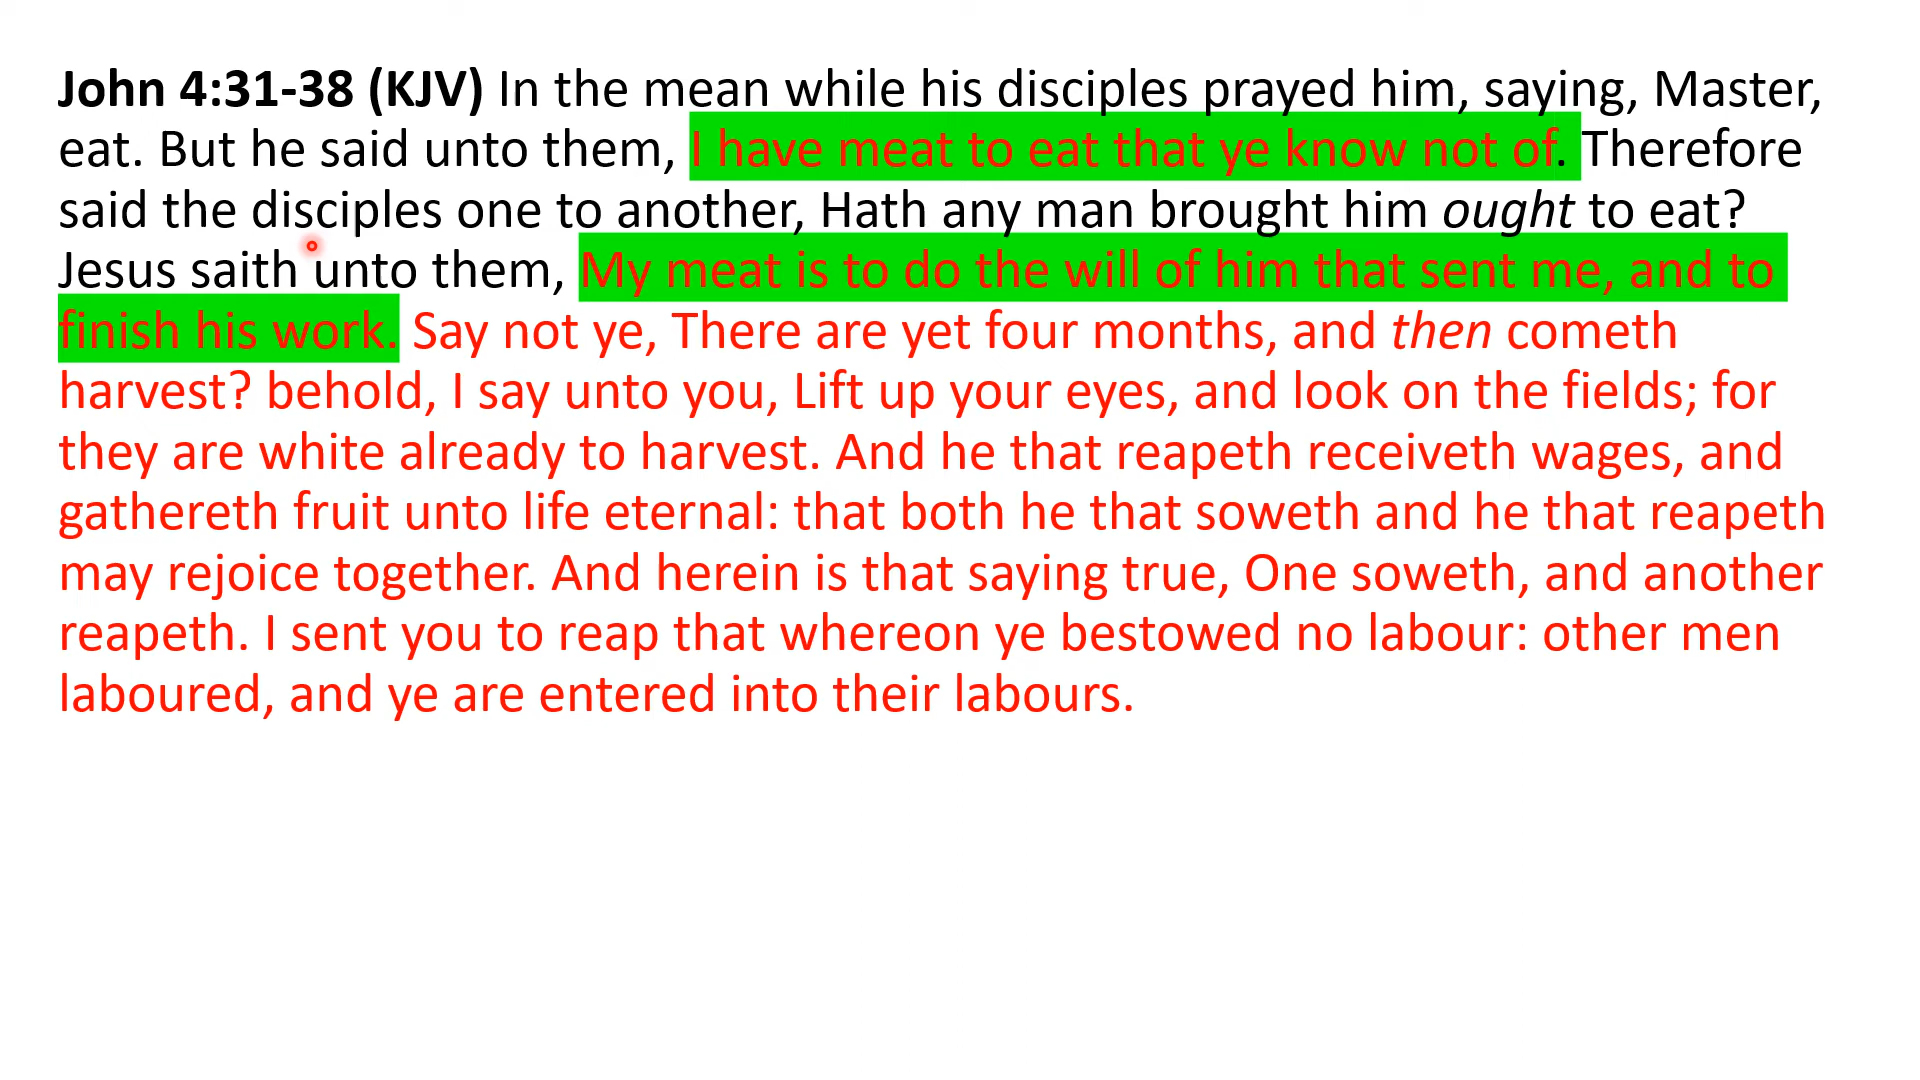 John 4:31-38 (KJV) In the mean while his disciples prayed him, saying, Master,
eat. But he said unto them, I have meat to eat that ye know not of. Therefore
said the disciples one to another, Hath any man brought him ought to eat?
Jesus saith unto them, My meat is to do the will of him that sent me, and to
finish his work. Say not ye, There are yet four months, and then cometh
harvest? behold, I say unto you, Lift up your eyes, and look on the fields; for
they are white already to harvest. And he that reapeth receiveth wages, and
gathereth fruit unto life eternal: that both he that soweth and he that reapeth
may rejoice together. And herein is that saying true, One soweth, and another
reapeth. I sent you to reap that whereon ye bestowed no labour: other men
laboured, and ye are entered into their labours.